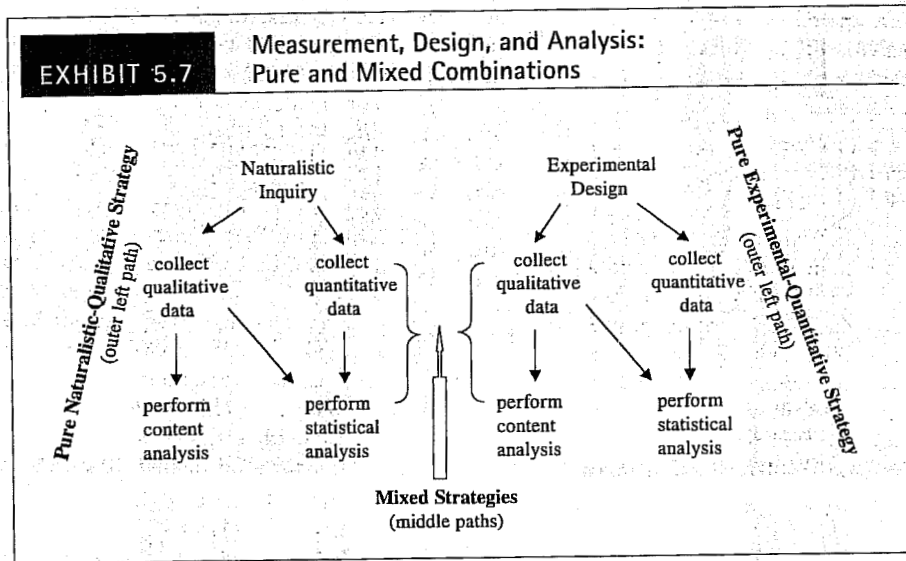 EXHIBIT 5.7
Measurement, Design, and Analysis:
Pure and Mixed Combinations
Pure Naturalistic-Qualitative Strategy
(outer left path)
Naturalistic
Inquiry
collect
qualitative
data
collect
quantitative
data
perform
content
analysis
perform
statistical
analysis
Experimental
Design
collect
qualitative
data
collect
quantitative
data
perform
content
analysis
perform
statistical
analysis
Pure Experimental-Quantitative Strategy
(outer left path)
Mixed Strategies
(middle paths)